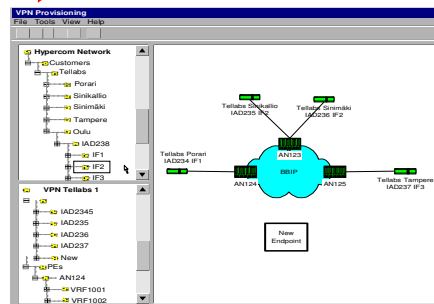 VPN Provisioning
File Tools View Help
Hypercom Network
Customers
Tellabs
Porari
Sinikallio
Sinimäki
Tampere
Oulu
IAD238
IF1
IF2
IF3
VPN Tellabs 1
IAD2345
IAD235
IAD236
IAD237
New
PEs
AN124
VRF1001
VRF1002
Tellabs Sinikallio
IAD235 IF2
Tellabs Sinimäki
IAD236 IF2
AN123
Tellabs Porari
IAD234 IF1
BBIP
AN124
AN125
Tellabs Tampere
IAD237 IF3
New
Endpoint